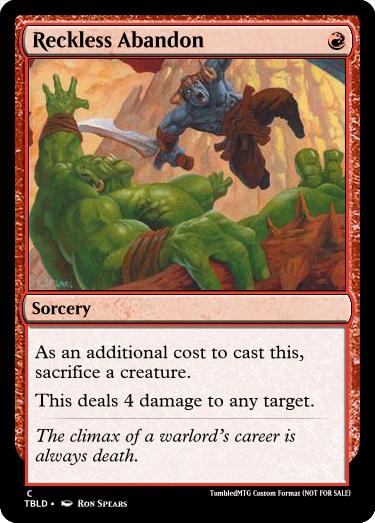 Reckless Abandon
SPEARS
Sorcery
As an additional cost to cast this,
sacrifice a creature.
This deals 4 damage to any target.
The climax of a warlord's career is
always death.
C
TumbledMTG Custom Format (NOT FOR SALE)
TBLD • Ron Spears